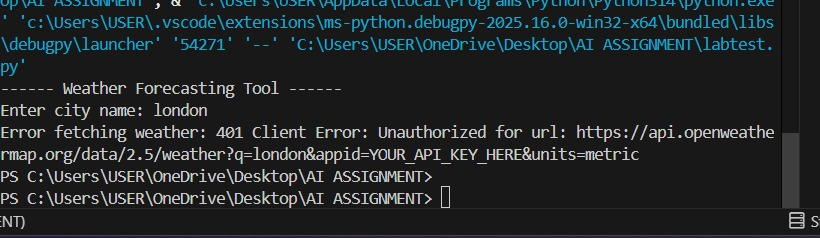 op\AI ASSIGNMENT'; & 'c:\Users\USER\AppData\Local\Programs\Python\Python314\python.exe
' 'c:\Users\USER\.vscode\extensions\ms-python.debugpy-2025.16.0-win32-x64\bundled\libs
\debugpy\launcher' '54271' '--' 'C:\Users\USER\OneDrive\Desktop\AI ASSIGNMENT\labtest.
py'
------ Weather Forecasting Tool ------
Enter city name: london
Error fetching weather: 401 Client Error: Unauthorized for url: https://api.openweathe
rmap.org/data/2.5/weather?q=london&appid=YOUR_API_KEY_HERE&units=metric
PS C:\Users\USER\OneDrive\Desktop\AI ASSIGNMENT>
PS C:\Users\USER\OneDrive\Desktop\AI ASSIGNMENT>
ENT)